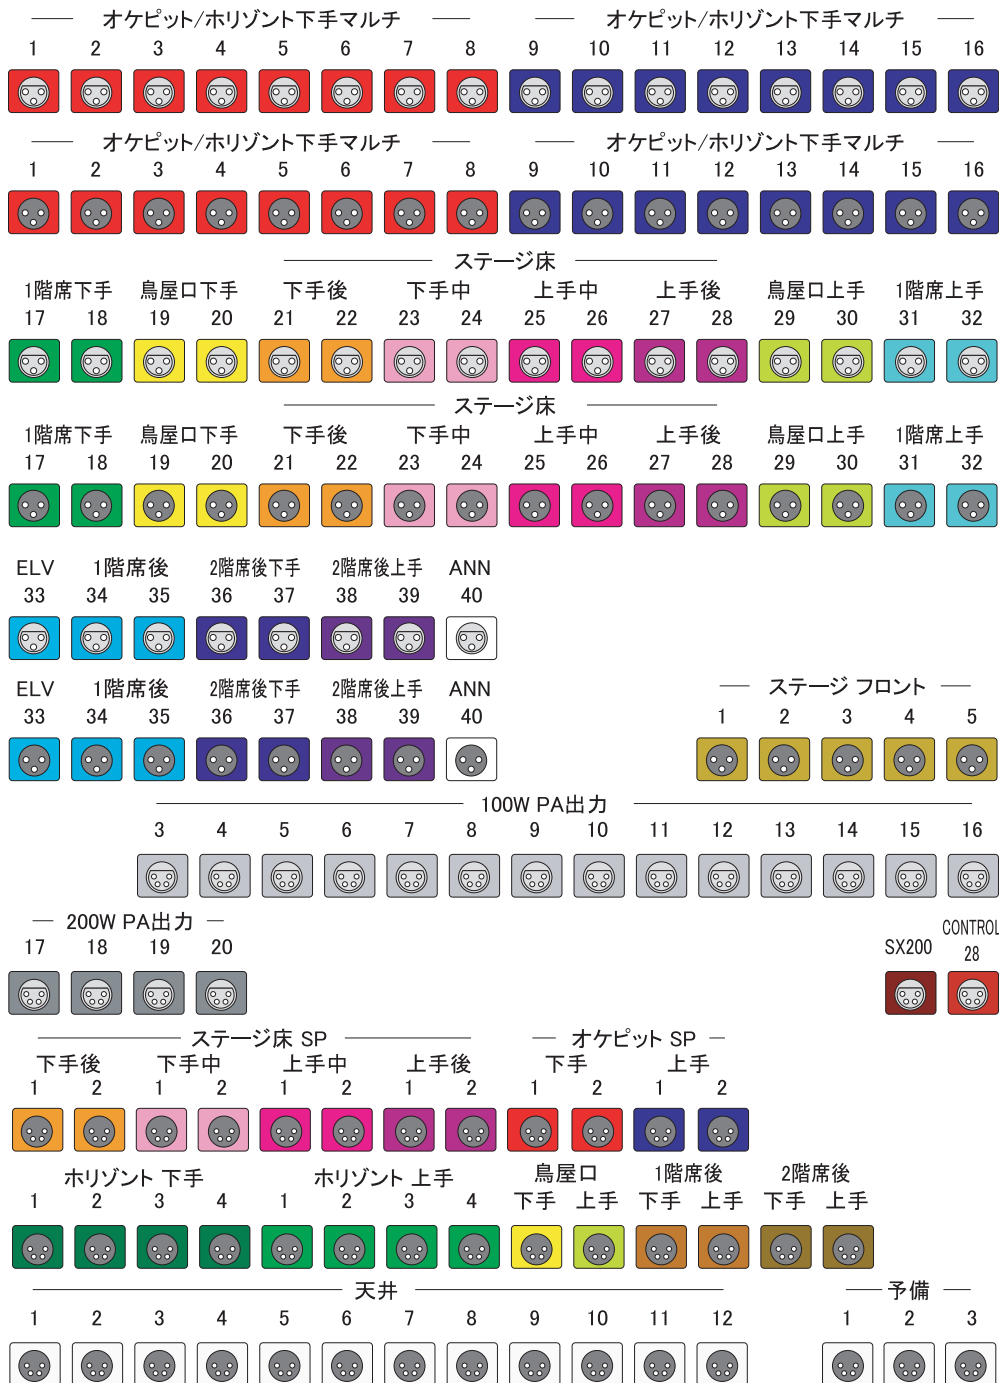 オケピット/ホリゾント下手マルチ オケピット/ホリゾント下手マルチ
1 2 3 4 5 6 7 8 9 10 11 12 13 14 15 16
オケピット/ホリゾント下手マルチ オケピット/ホリゾント下手マルチ
1 2 3 4 5 6 7 8 9 10 11 12 13 14 15 16
ステージ床
1階席下手 鳥屋口下手 下手後 下手中 上手中 上手後 鳥屋口上手 1階席上手
17 18 19 20 21 22 23 24 25 26 27 28 29 30 31 32
ステージ床
1階席下手 鳥屋口下手 下手後 下手中 上手中 上手後 鳥屋口上手 1階席上手
17 18 19 20 21 22 23 24 25 26 27 28 29 30 31 32
ELV 1階席後 2階席後下手 2階席後上手 ANN
33 34 35 36 37 38 39 40
ELV 1階席後 2階席後下手 2階席後上手 ANN ステージ フロント
33 34 35 36 37 38 39 40 1 2 3 4 5
100W PA出力
3 4 5 6 7 8 9 10 11 12 13 14 15 16
200W PA出力 CONTROL
17 18 19 20 SX200 28
ステージ床 SP オケピット SP
下手後 下手中 上手中 上手後 下手 上手
1 2 1 2 1 2 1 2 1 2 1 2
ホリゾント 下手 ホリゾント 上手 鳥屋口 1階席後 2階席後
1 2 3 4 1 2 3 4 下手 上手 下手 上手 下手 上手
天井 予備
1 2 3 4 5 6 7 8 9 10 11 12 1 2 3